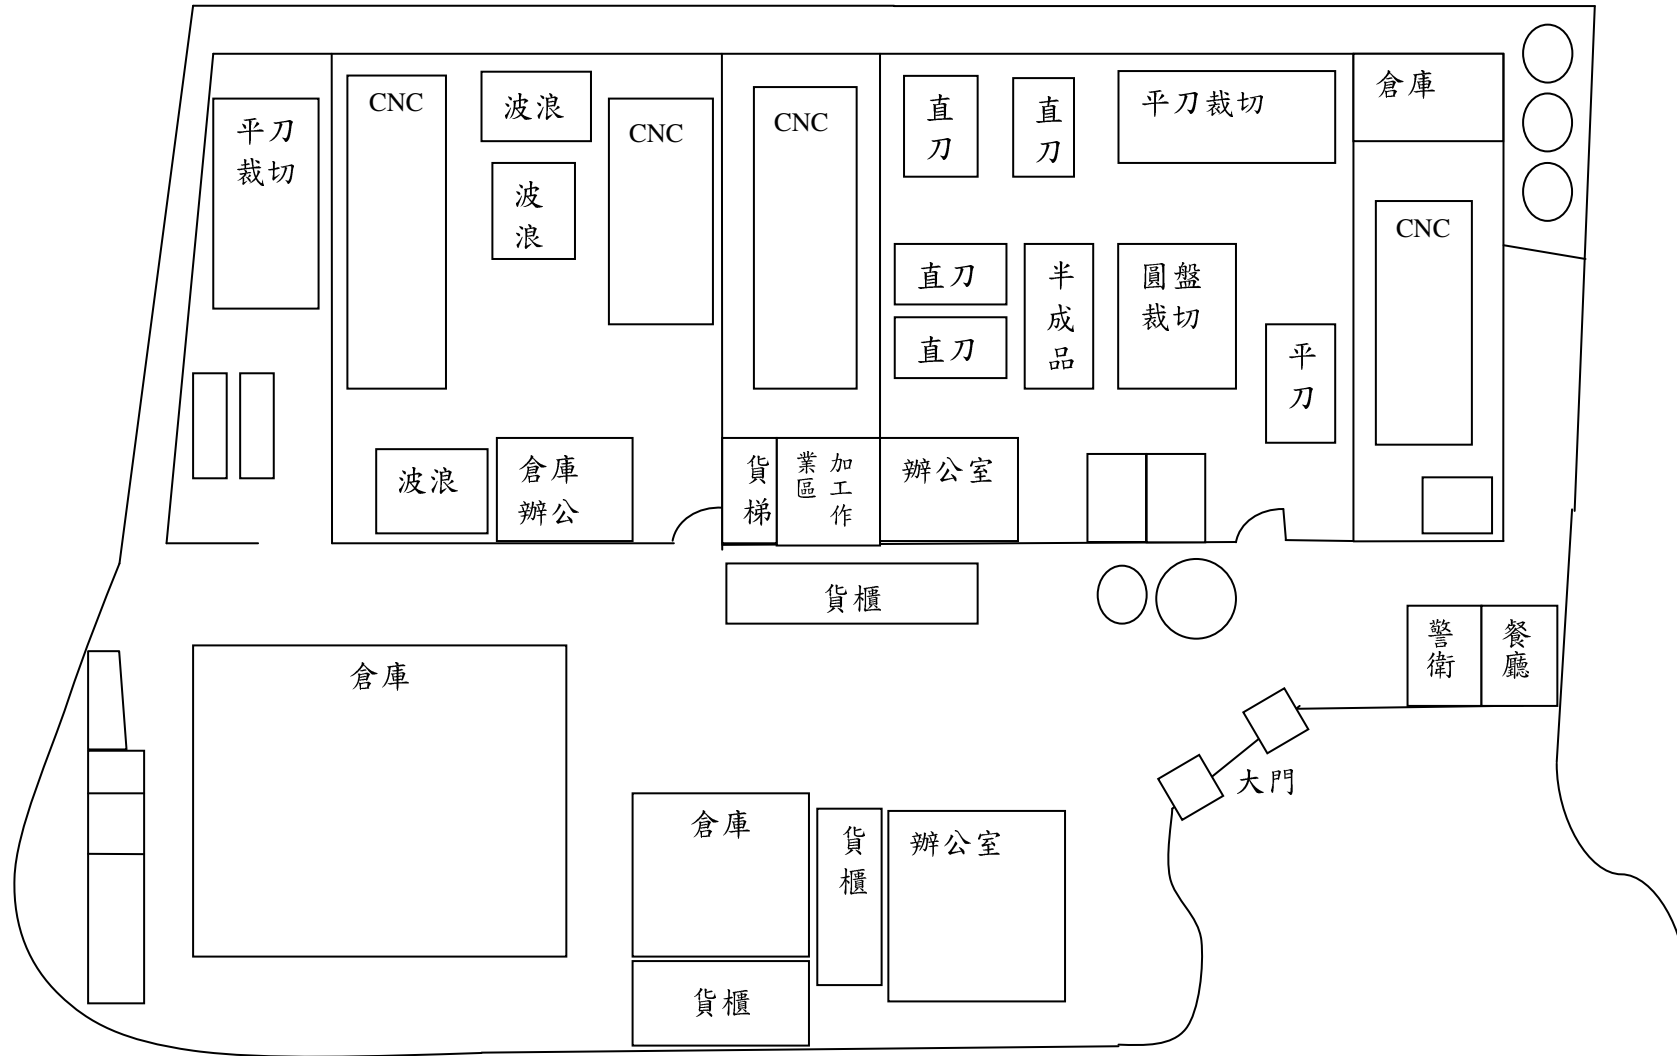 平刀
裁切
CNC
波浪
波
浪
CNC
CNC
直
刀
直
刀
平刀裁切
倉庫
CNC
直刀
直刀
半
成
品
圓盤
裁切
平
刀
波浪
倉庫
辦公
貨
梯
加工作
業區
辦公室
貨櫃
警
衛
餐
廳
倉庫
大門
倉庫
貨
櫃
辦公室
貨櫃